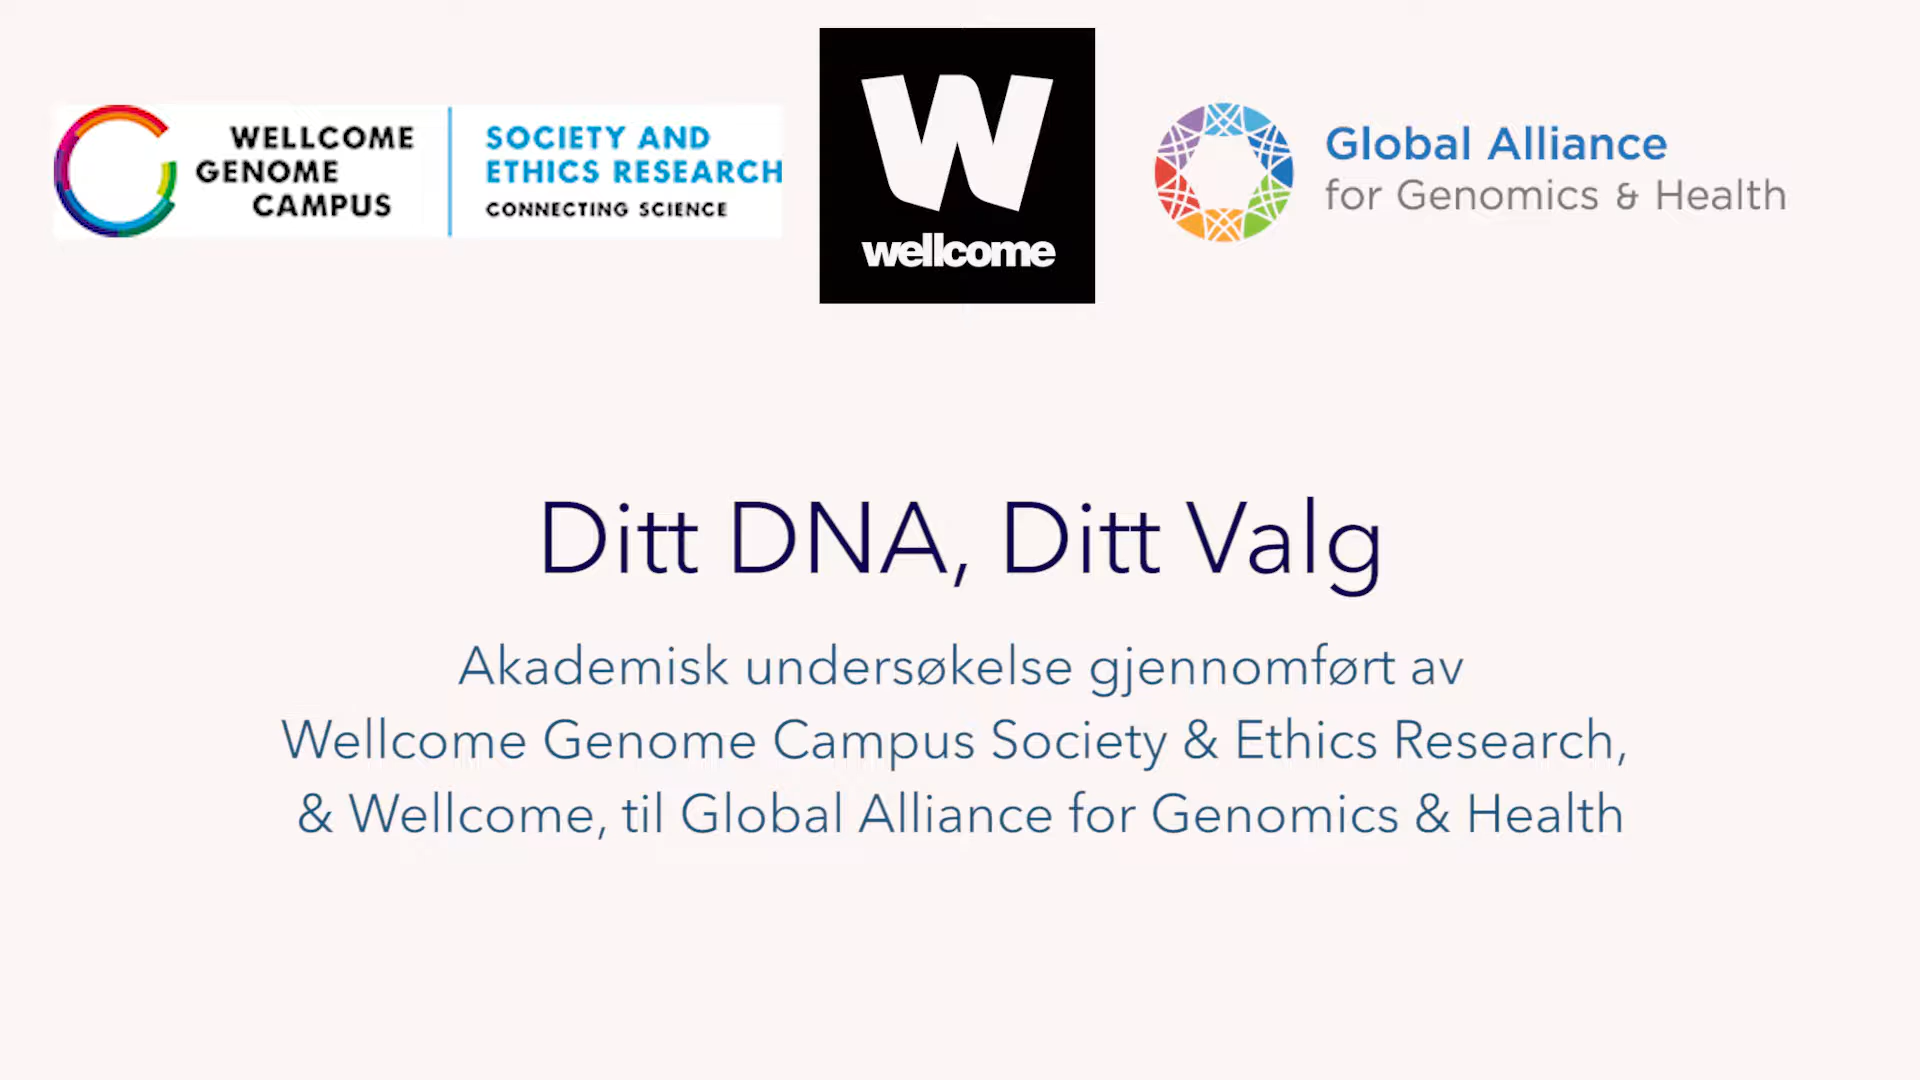 WELLCOME
GENOME
CAMPUS
SOCIETY AND
ETHICS RESEARCH
CONNECTING SCIENCE
W
wellcome
Global Alliance
for Genomics & Health
Ditt DNA, Ditt Valg
Akademisk undersøkelse gjennomført av
Wellcome Genome Campus Society & Ethics Research,
& Wellcome, til Global Alliance for Genomics & Health